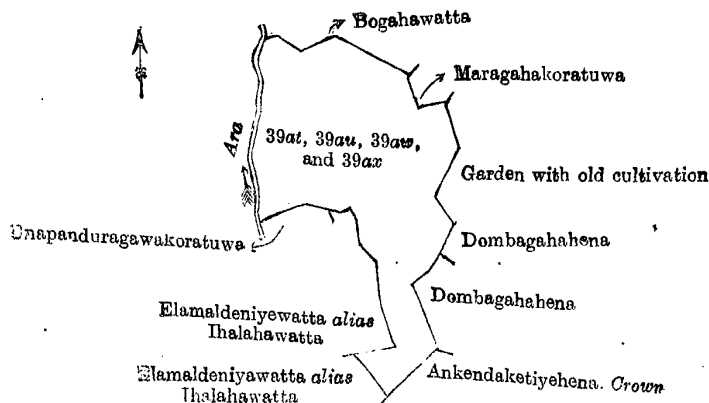 Bogahawatta
Maragahakoratuwa
Ara
39at, 39au, 39aw,
and 39ax
Garden with old cultivation
Unapanduragawakoratuwa
Dombagahahena
Dombagahahena
Elamaldeniyewatta alias
Ihalahawatta
Elamaldeniyawatta alias
Ihalahawatta
Ankendaketiyehena. Crown